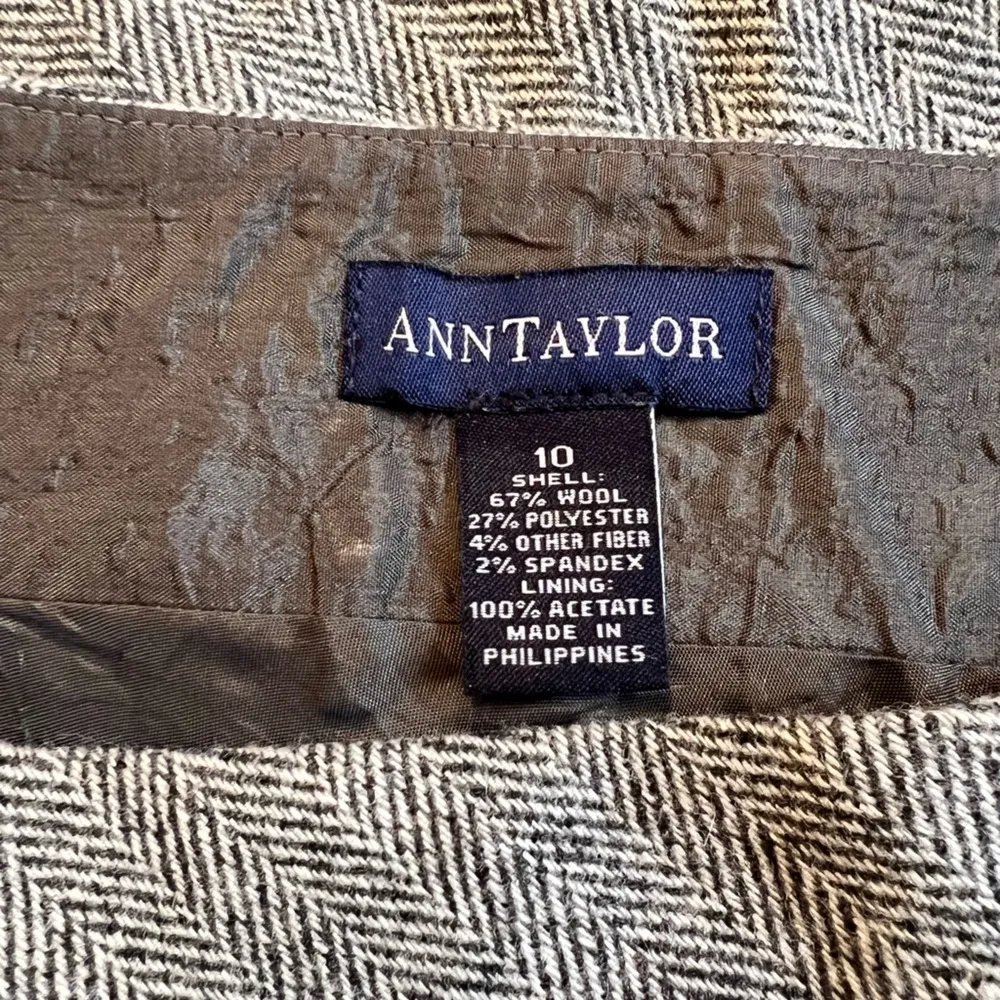 ANNTAYLOR
10
SHELL:
67% WOOL
27% POLYESTER
4% OTHER FIBER
2% SPANDEX
LINING:
100% ACETATE
MADE IN
PHILIPPINES